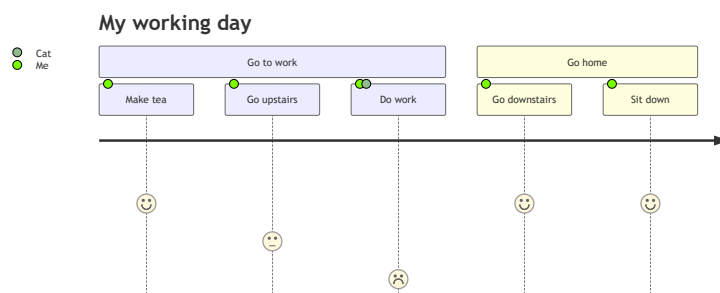 My working day
Cat
Me
Go to work
Go home
Make tea
Go upstairs
Do work
Go downstairs
Sit down